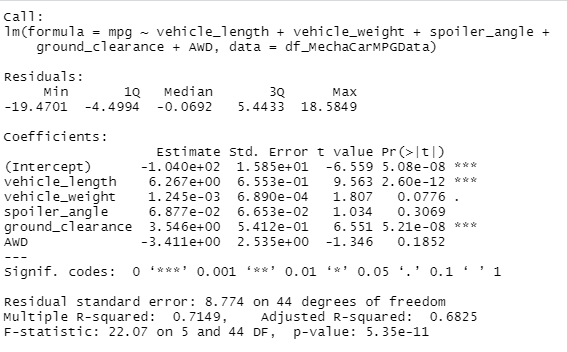 Call:
lm(formula = mpg ~ vehicle_length + vehicle_weight + spoiler_angle +
    ground_clearance + AWD, data = df_MechaCarMPGData)

Residuals:
     Min       1Q   Median       3Q      Max
-19.4701  -4.4994  -0.0692   5.4433  18.5849

Coefficients:
                   Estimate Std. Error t value Pr(>|t|)
(Intercept)      -1.040e+02  1.585e+01  -6.559 5.08e-08 ***
vehicle_length    6.267e+00  6.553e-01   9.563 2.60e-12 ***
vehicle_weight    1.245e-03  6.890e-04   1.807   0.0776 .
spoiler_angle     6.877e-02  6.653e-02   1.034   0.3069
ground_clearance  3.546e+00  5.412e-01   6.551 5.21e-08 ***
AWD              -3.411e+00  2.535e+00  -1.346   0.1852
---
Signif. codes:  0 ‘***’ 0.001 ‘**’ 0.01 ‘*’ 0.05 ‘.’ 0.1 ‘ ’ 1

Residual standard error: 8.774 on 44 degrees of freedom
Multiple R-squared:  0.7149,    Adjusted R-squared:  0.6825
F-statistic: 22.07 on 5 and 44 DF,  p-value: 5.35e-11